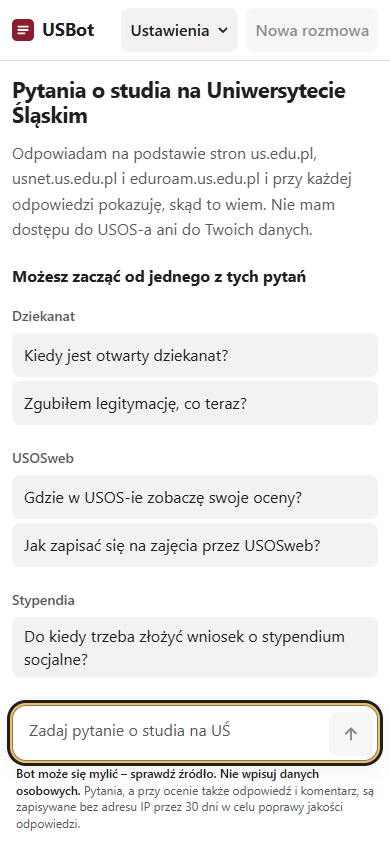 USBot
Ustawienia
Nowa rozmowa
Pytania o studia na Uniwersytecie
Śląskim
Odpowiadam na podstawie stron us.edu.pl,
usnet.us.edu.pl i eduroam.us.edu.pl i przy każdej
odpowiedzi pokazuję, skąd to wiem. Nie mam
dostępu do USOS-a ani do Twoich danych.
Możesz zacząć od jednego z tych pytań
Dziekanat
Kiedy jest otwarty dziekanat?
Zgubiłem legitymację, co teraz?
USOSweb
Gdzie w USOS-ie zobaczę swoje oceny?
Jak zapisać się na zajęcia przez USOSweb?
Stypendia
Do kiedy trzeba złożyć wniosek o stypendium
socjalne?
Zadaj pytanie o studia na UŚ
Bot może się mylić – sprawdź źródło. Nie wpisuj danych
osobowych. Pytania, a przy ocenie także odpowiedź i komentarz, są
zapisywane bez adresu IP przez 30 dni w celu poprawy jakości
odpowiedzi.